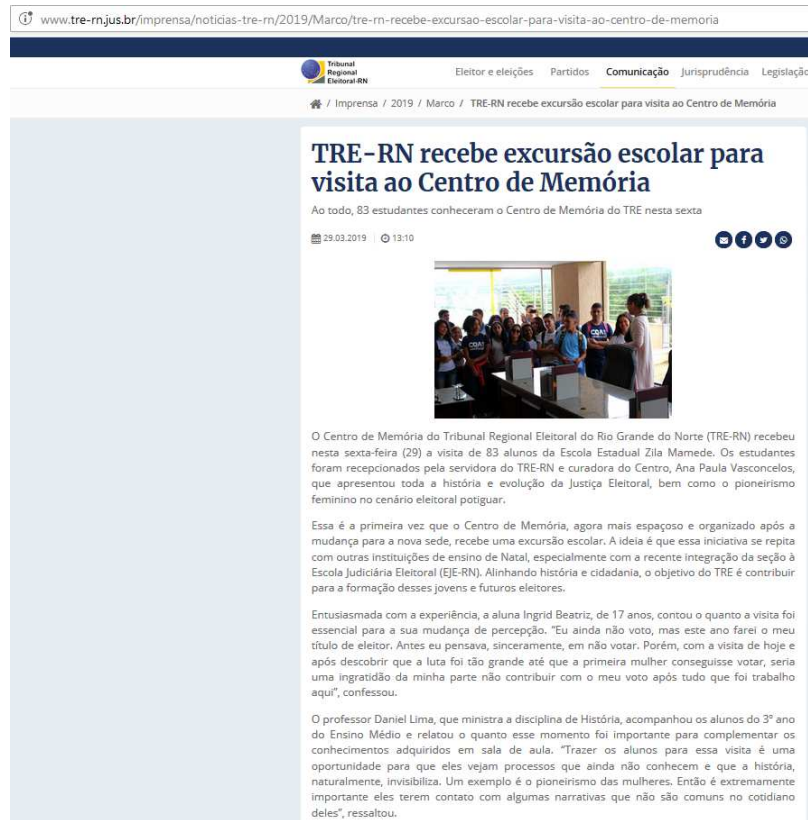 www.tre-rn.jus.br/imprensa/noticias-tre-rn/2019/Marco/tre-rn-recebe-excursao-escolar-para-visita-ao-centro-de-memoria
Tribunal
Regional
Eleitoral-RN
Eleitor e eleições Partidos Comunicação Jurisprudência Legislação
/ Imprensa / 2019 / Marco / TRE-RN recebe excursão escolar para visita ao Centro de Memória
TRE-RN recebe excursão escolar para
visita ao Centro de Memória
Ao todo, 83 estudantes conheceram o Centro de Memória do TRE nesta sexta
29.03.2019 13:10
O Centro de Memória do Tribunal Regional Eleitoral do Rio Grande do Norte (TRE-RN) recebeu
nesta sexta-feira (29) a visita de 83 alunos da Escola Estadual Zila Mamede. Os estudantes
foram recepcionados pela servidora do TRE-RN e curadora do Centro, Ana Paula Vasconcelos,
que apresentou toda a história e evolução da Justiça Eleitoral, bem como o pioneirismo
feminino no cenário eleitoral potiguar.
Essa é a primeira vez que o Centro de Memória, agora mais espaçoso e organizado após a
mudança para a nova sede, recebe uma excursão escolar. A ideia é que essa iniciativa se repita
com outras instituições de ensino de Natal, especialmente com a recente integração da seção à
Escola Judiciária Eleitoral (EJE-RN). Alinhando história e cidadania, o objetivo do TRE é contribuir
para a formação desses jovens e futuros eleitores.
Entusiasmada com a experiência, a aluna Ingrid Beatriz, de 17 anos, contou o quanto a visita foi
essencial para a sua mudança de percepção. “Eu ainda não voto, mas este ano farei o meu
título de eleitor. Antes eu pensava, sinceramente, em não votar. Porém, com a visita de hoje e
após descobrir que a luta foi tão grande até que a primeira mulher conseguisse votar, seria
uma ingratidão da minha parte não contribuir com o meu voto após tudo que foi trabalho
aqui”, confessou.
O professor Daniel Lima, que ministra a disciplina de História, acompanhou os alunos do 3º ano
do Ensino Médio e relatou o quanto esse momento foi importante para complementar os
conhecimentos adquiridos em sala de aula. “Trazer os alunos para essa visita é uma
oportunidade para que eles vejam processos que ainda não conhecem e que a história,
naturalmente, invisibiliza. Um exemplo é o pioneirismo das mulheres. Então é extremamente
importante eles terem contato com algumas narrativas que não são comuns no cotidiano
deles”, ressaltou.